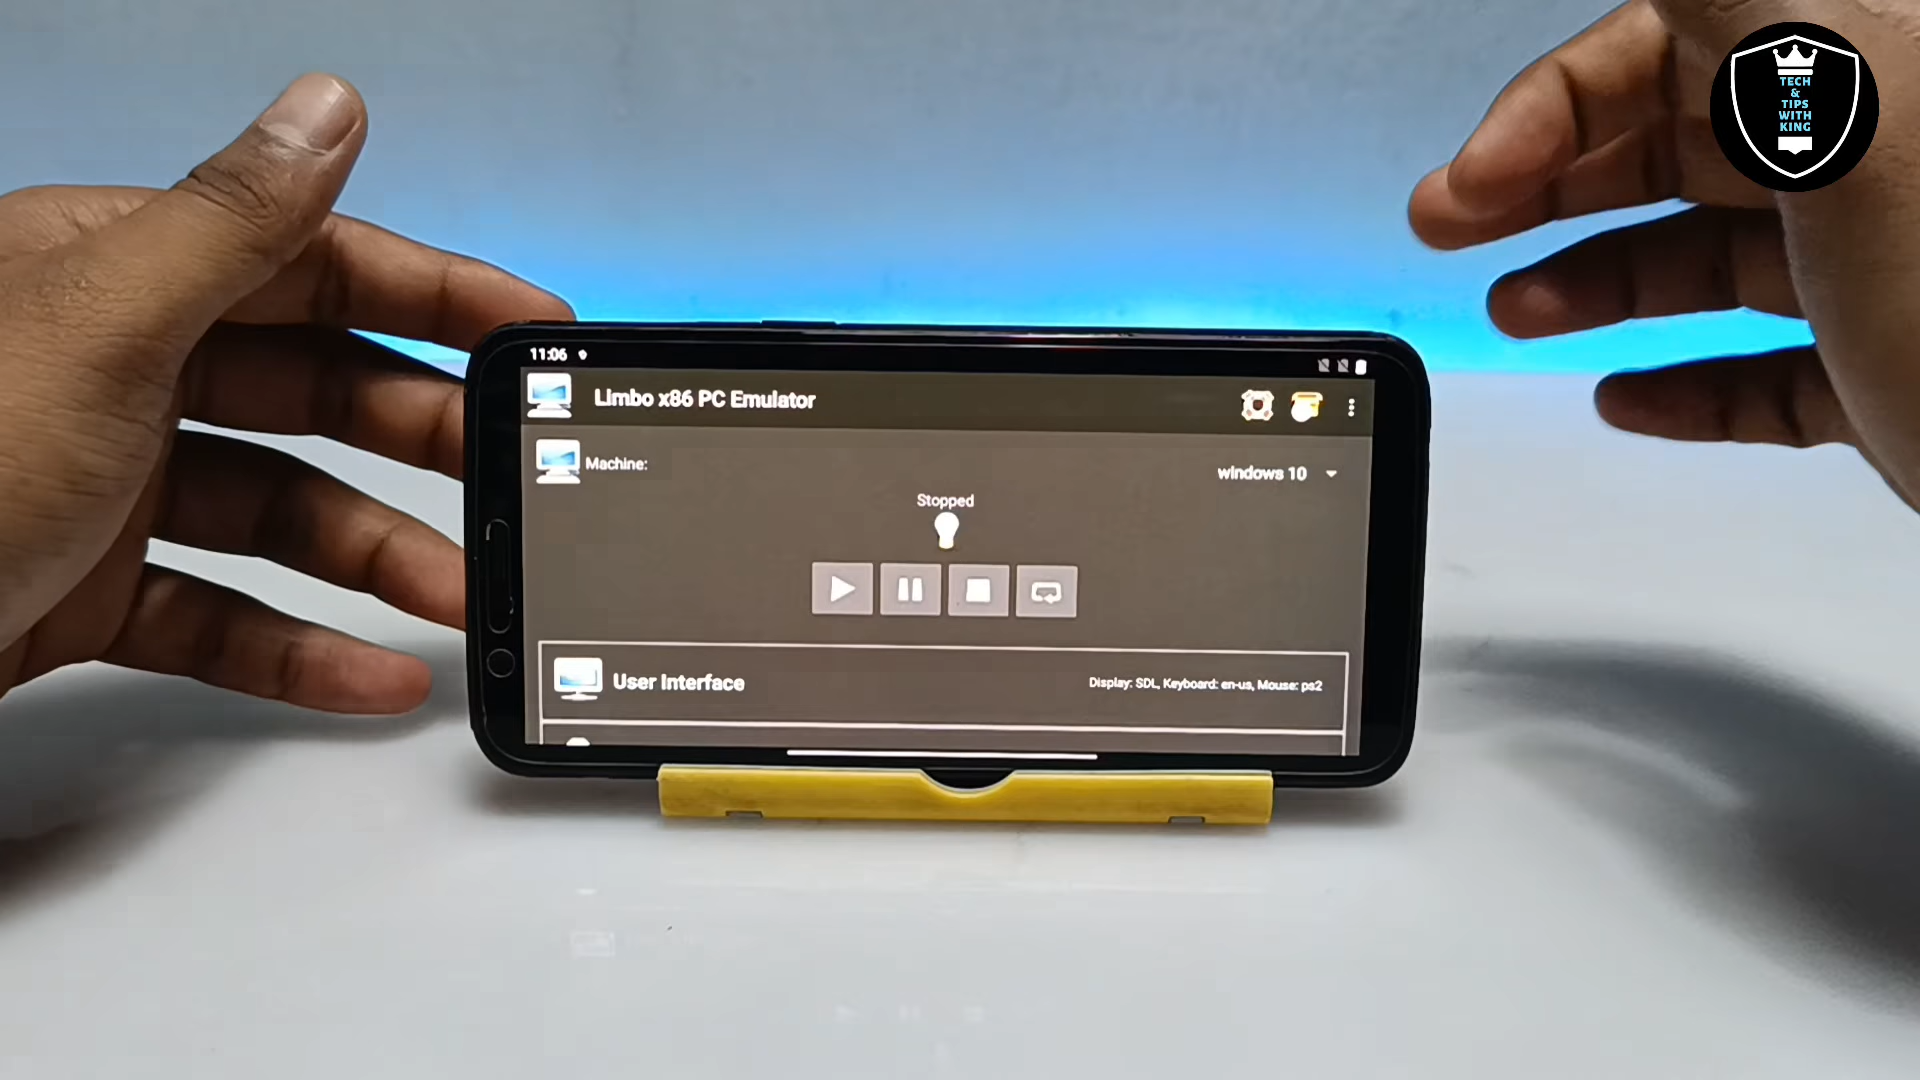 TECH
&
TIPS
WITH
KING
11:06
Limbo x86 PC Emulator
Machine:
windows 10
Stopped
User Interface
Display: SDL, Keyboard: en-us, Mouse: ps2